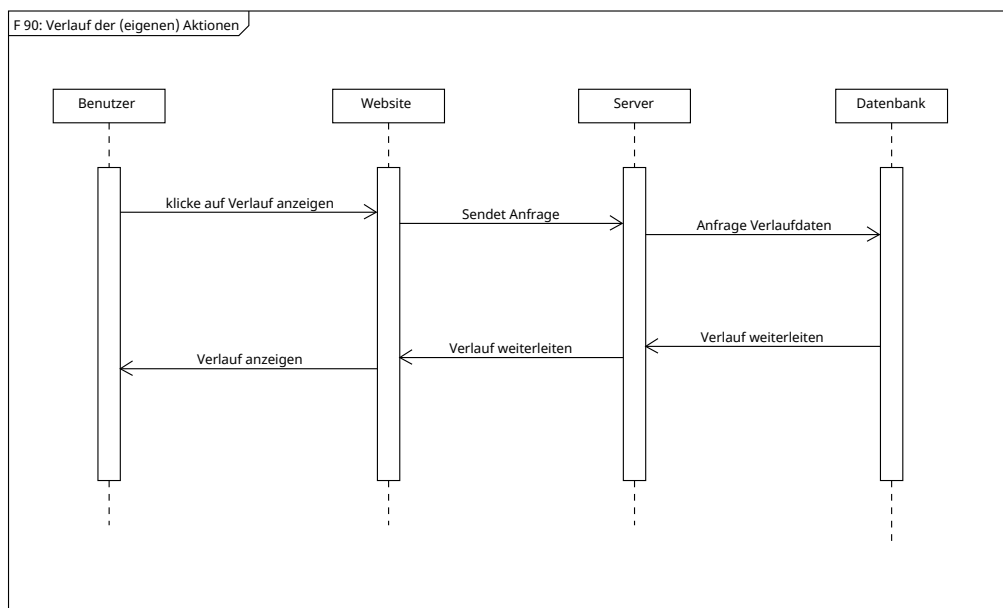 F 90: Verlauf der (eigenen) Aktionen
Benutzer
Website
Server
Datenbank
klicke auf Verlauf anzeigen
Sendet Anfrage
Anfrage Verlaufdaten
Verlauf weiterleiten
Verlauf weiterleiten
Verlauf anzeigen